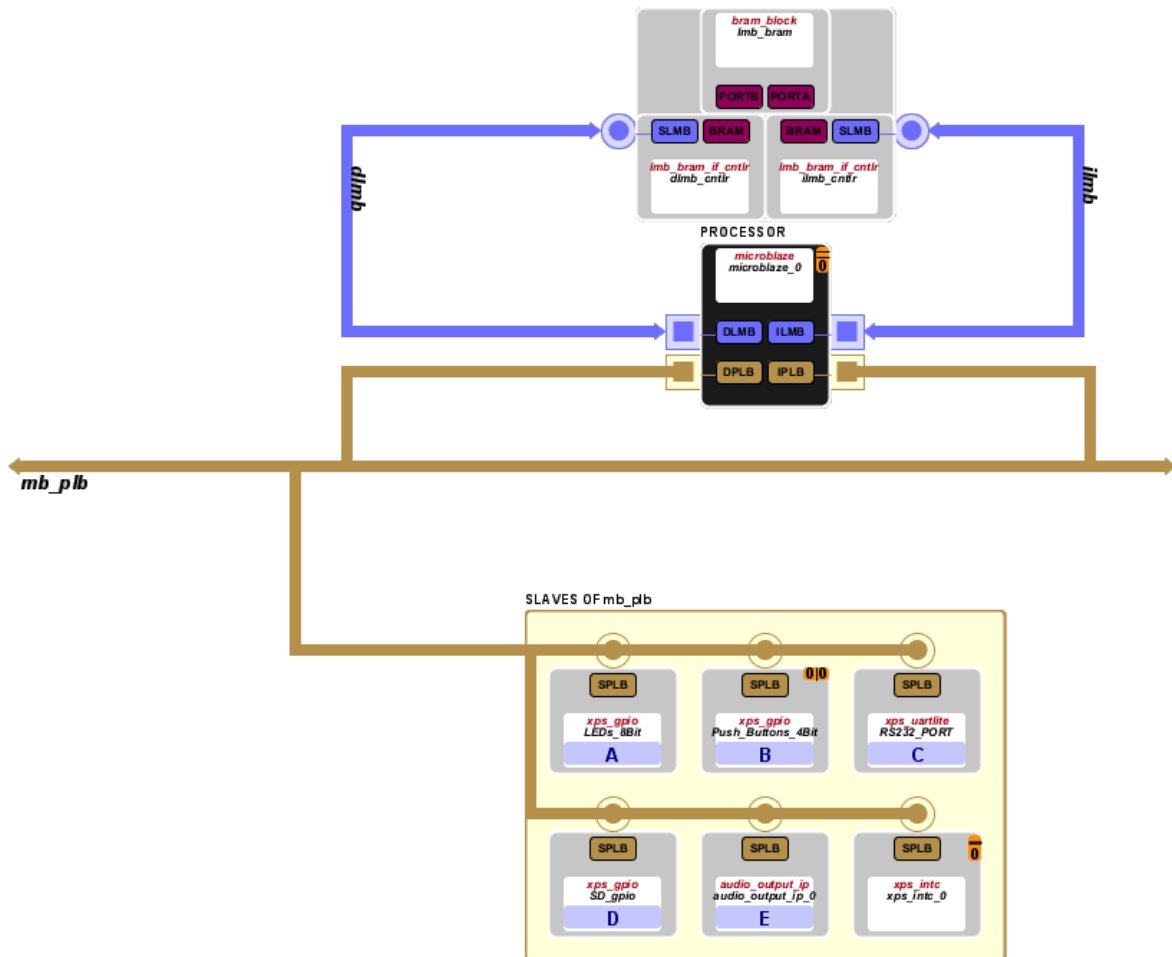 bram_block
lmb_bram
PORTB PORTA
SLMB BRAM BRAM SLMB
lmb_bram_if_cntlr lmb_bram_if_cntlr
dlmb_cntlr ilmb_cntlr
dlmb
ilmb
PROCESSOR
microblaze
microblaze_0
0
DLMB ILMB
DPLB IPLB
mb_plb
SLAVES OF mb_plb
0|0
SPLB SPLB SPLB
xps_gpio xps_gpio xps_uartlite
LEDs_8Bit Push_Buttons_4Bit RS232_PORT
A B C
SPLB SPLB SPLB
0
xps_gpio audio_output_ip xps_intc
SD_gpio audio_output_ip_0 xps_intc_0
D E